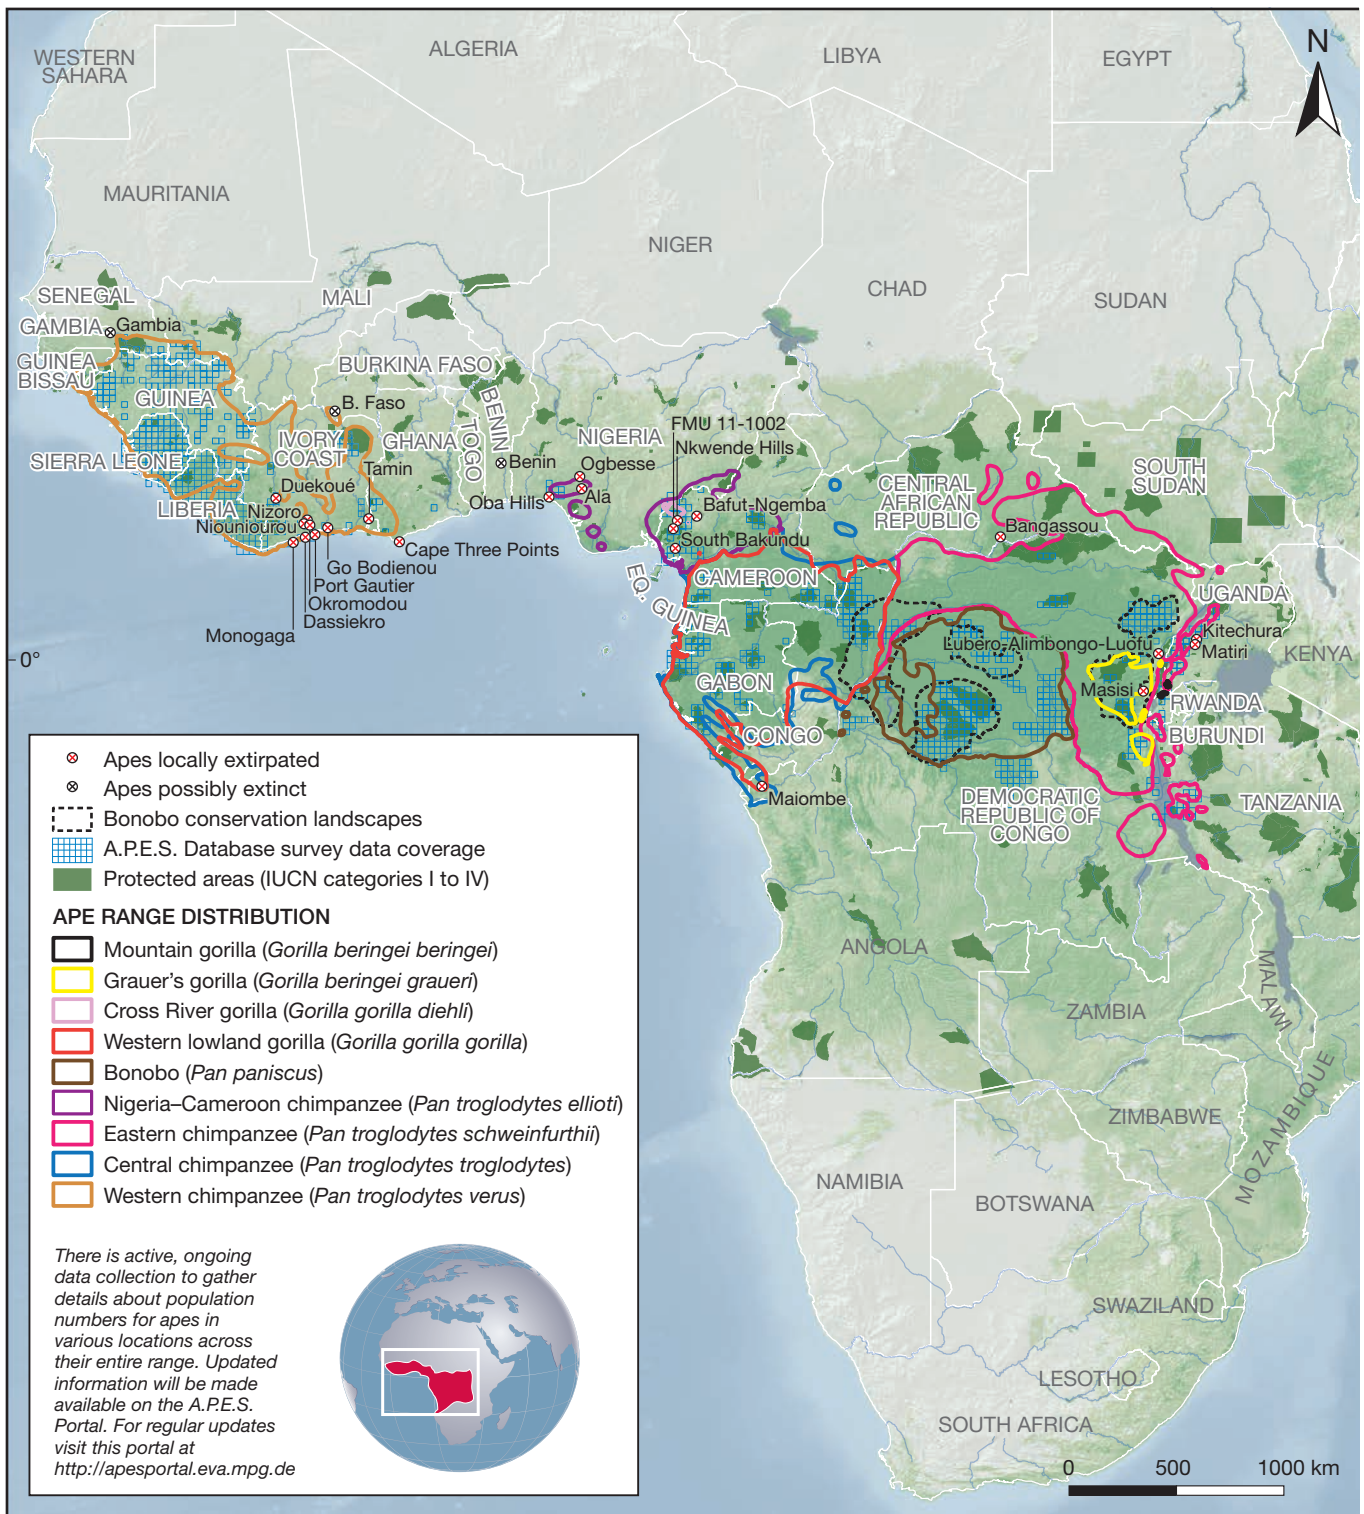 WESTERN
SAHARA
ALGERIA
LIBYA
EGYPT
N
MAURITANIA
NIGER
CHAD
SUDAN
MALI
SENEGAL
GAMBIA
Gambia
GUINEA
BISSAU
GUINEA
BURKINA FASO
B. Faso
BENIN
TOGO
IVORY
COAST
GHANA
Tamin
SIERRA LEONE
LIBERIA
Duekoué
Nizoro
Niouniourou
Cape Three Points
Go Bodienou
Port Gautier
Okromodou
Dassiekro
Monogaga
Benin
NIGERIA
Ogbesse
Ala
Oba Hills
FMU 11-1002
Nkwende Hills
Bafut-Ngemba
South Bakundu
CAMEROON
EQ. GUINEA
CENTRAL
AFRICAN
REPUBLIC
Bangassou
SOUTH
SUDAN
UGANDA
Kitechura
Matiri
Lubero-Alimbongo-Luofu
KENYA
Masisi
RWANDA
BURUNDI
0°
GABON
CONGO
Maiombe
DEMOCRATIC
REPUBLIC OF
CONGO
TANZANIA
ANGOLA
ZAMBIA
MALAWI
MOZAMBIQUE
ZIMBABWE
NAMIBIA
BOTSWANA
SWAZILAND
LESOTHO
SOUTH AFRICA
0 500 1000 km
Apes locally extirpated
Apes possibly extinct
Bonobo conservation landscapes
A.P.E.S. Database survey data coverage
Protected areas (IUCN categories I to IV)
APE RANGE DISTRIBUTION
Mountain gorilla (Gorilla beringei beringei)
Grauer's gorilla (Gorilla beringei graueri)
Cross River gorilla (Gorilla gorilla diehli)
Western lowland gorilla (Gorilla gorilla gorilla)
Bonobo (Pan paniscus)
Nigeria–Cameroon chimpanzee (Pan troglodytes ellioti)
Eastern chimpanzee (Pan troglodytes schweinfurthii)
Central chimpanzee (Pan troglodytes troglodytes)
Western chimpanzee (Pan troglodytes verus)
There is active, ongoing
data collection to gather
details about population
numbers for apes in
various locations across
their entire range. Updated
information will be made
available on the A.P.E.S.
Portal. For regular updates
visit this portal at
http://apesportal.eva.mpg.de